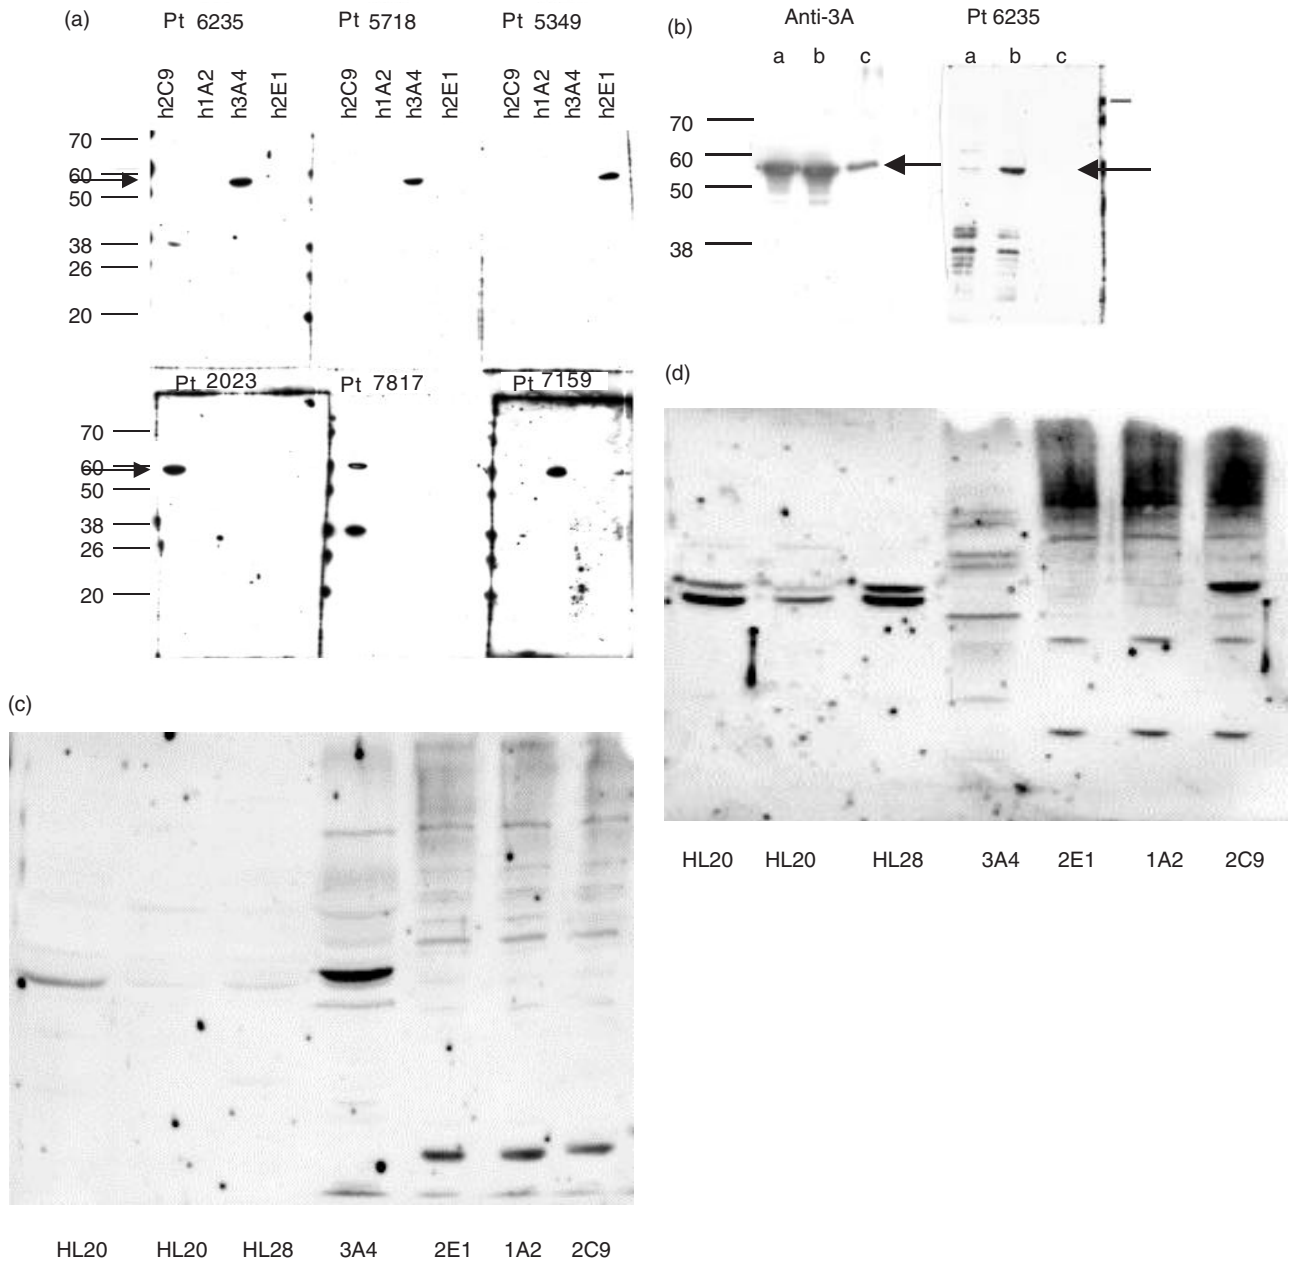 (a)
Pt 6235
Pt 5718
Pt 5349
h2C9
h1A2
h3A4
h2E1
h2C9
h1A2
h3A4
h2E1
h2C9
h1A2
h3A4
h2E1
70
60
50
38
26
20
Pt 2023
Pt 7817
Pt 7159
70
60
50
38
26
20
(b)
Anti-3A
Pt 6235
a b c
a b c
70
60
50
38
(d)
HL20 HL20 HL28 3A4 2E1 1A2 2C9
(c)
HL20 HL20 HL28 3A4 2E1 1A2 2C9